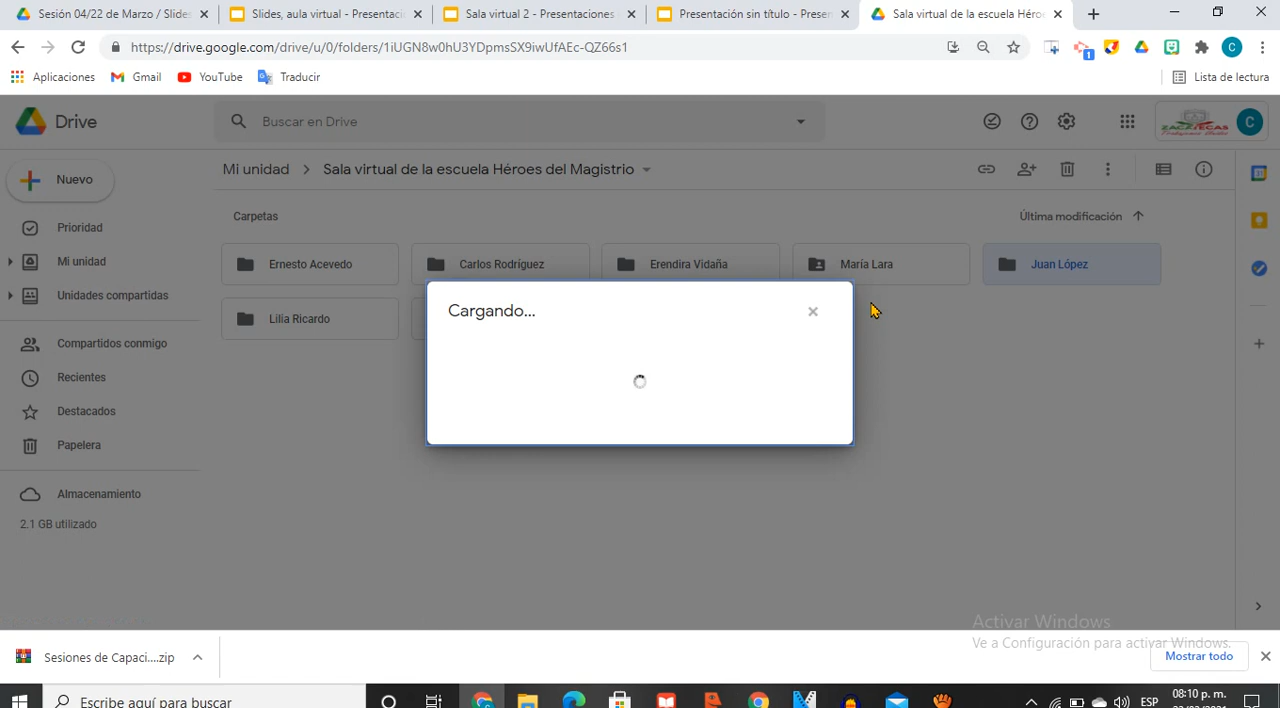 Sesión 04/22 de Marzo / Slides
Slides, aula virtual - Presentaci
Sala virtual 2 - Presentaciones
Presentación sin título - Presen
Sala virtual de la escuela Héro
https://drive.google.com/drive/u/0/folders/1iUGN8w0hU3YDpmsSX9iwUfAEc-QZ66s1
1
C
Aplicaciones
Gmail
YouTube
Traducir
Lista de lectura
Drive
Buscar en Drive
ZACATECAS
C
Nuevo
Mi unidad
Sala virtual de la escuela Héroes del Magistrio
Carpetas
Última modificación
Prioridad
Mi unidad
Unidades compartidas
Compartidos conmigo
Recientes
Destacados
Papelera
Almacenamiento
2.1 GB utilizado
Ernesto Acevedo
Carlos Rodríguez
Erendira Vidaña
María Lara
Juan López
Lilia Ricardo
Cargando...
Activar Windows
Ve a Configuración para activar Windows.
Sesiones de Capaci....zip
Mostrar todo
Escribe aquí para buscar
ESP
08:10 p. m.